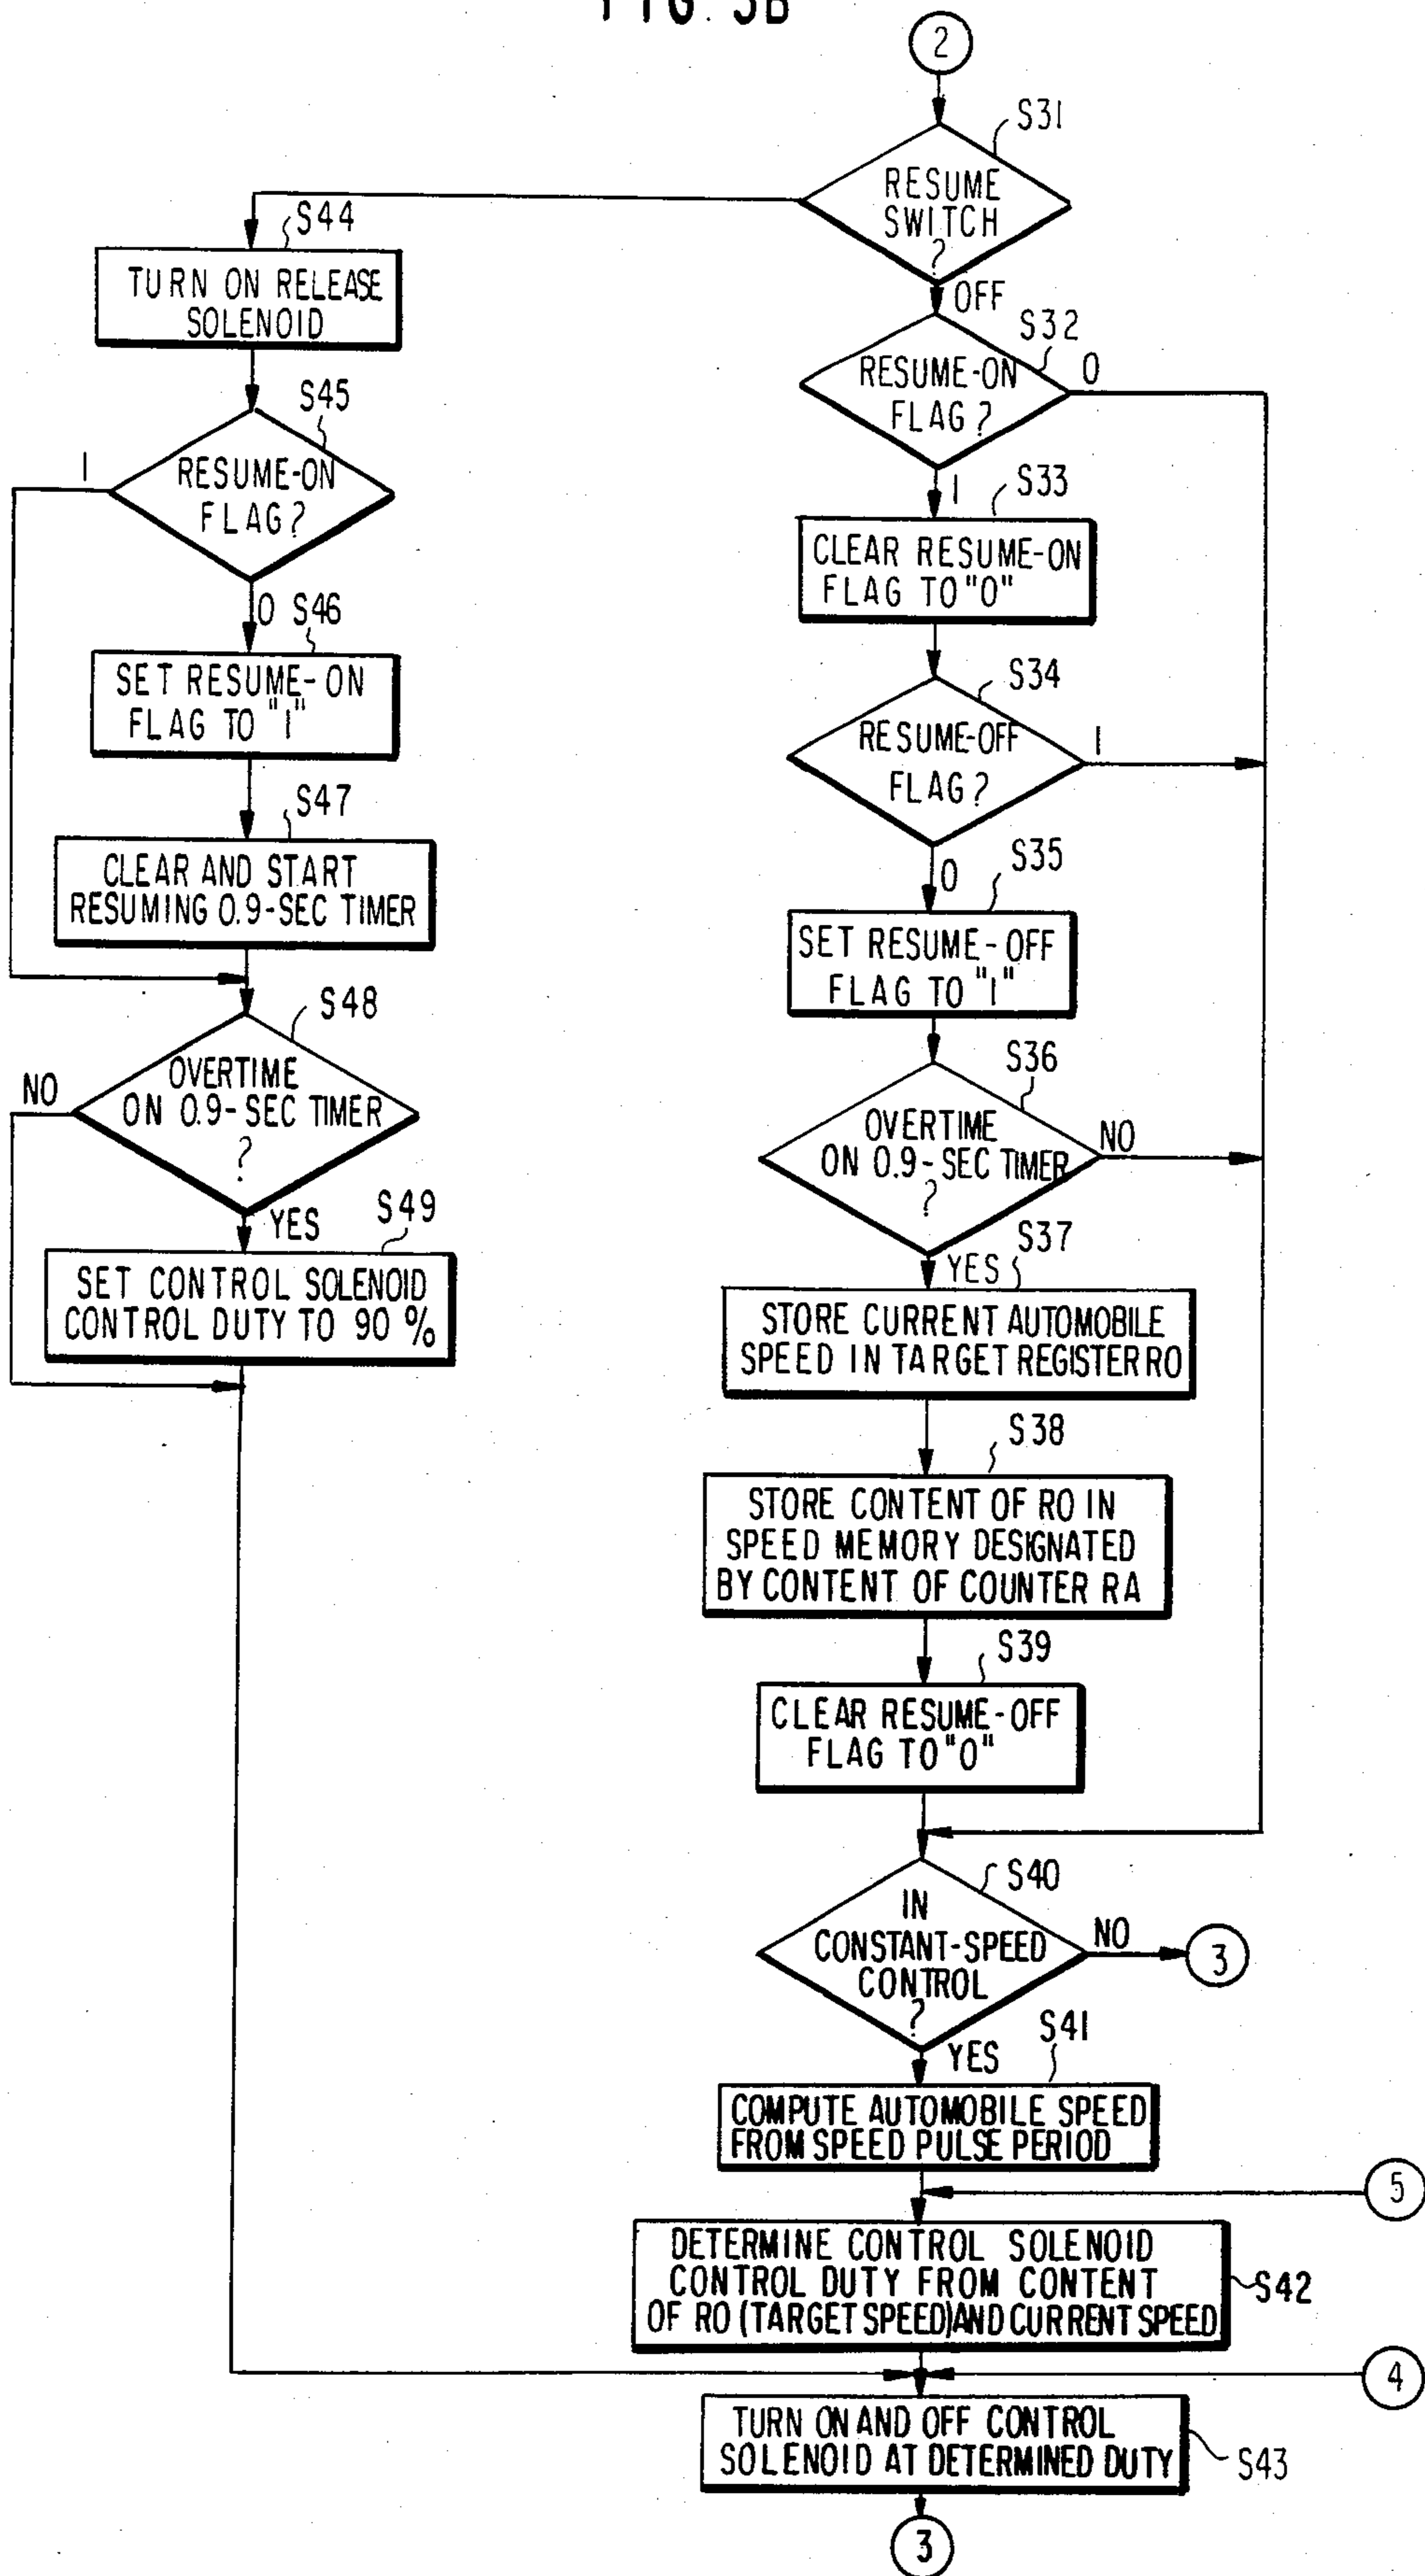 FIG. 3B
2
S31
RESUME
SWITCH
?
OFF
S32
RESUME-ON
FLAG?
0
1
S33
CLEAR RESUME-ON
FLAG TO "0"
S34
RESUME-OFF
FLAG?
1
0
S35
SET RESUME-OFF
FLAG TO "1"
S36
OVERTIME
ON 0.9-SEC TIMER
?
NO
YES
S37
STORE CURRENT AUTOMOBILE
SPEED IN TARGET REGISTER RO
S38
STORE CONTENT OF RO IN
SPEED MEMORY DESIGNATED
BY CONTENT OF COUNTER RA
S39
CLEAR RESUME-OFF
FLAG TO "0"
S40
IN
CONSTANT-SPEED
CONTROL
?
NO
3
YES
S41
COMPUTE AUTOMOBILE SPEED
FROM SPEED PULSE PERIOD
5
DETERMINE CONTROL SOLENOID
CONTROL DUTY FROM CONTENT
OF RO (TARGET SPEED) AND CURRENT SPEED
S42
4
TURN ON AND OFF CONTROL
SOLENOID AT DETERMINED DUTY
S43
3
S44
TURN ON RELEASE
SOLENOID
S45
RESUME-ON
FLAG?
1
0
S46
SET RESUME-ON
FLAG TO "1"
S47
CLEAR AND START
RESUMING 0.9-SEC TIMER
S48
OVERTIME
ON 0.9-SEC TIMER
?
NO
YES
S49
SET CONTROL SOLENOID
CONTROL DUTY TO 90 %